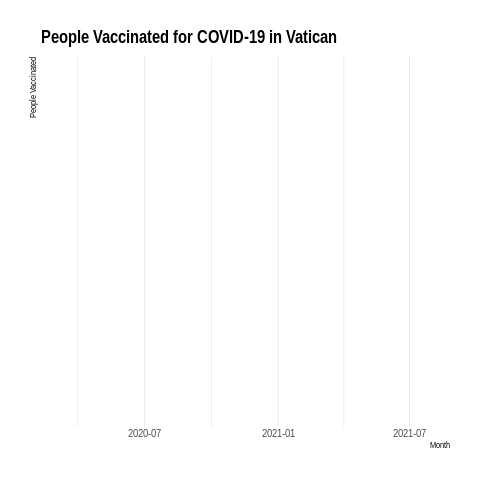 People Vaccinated for COVID-19 in Vatican
People Vaccinated
2020-07
2021-01
2021-07
Month